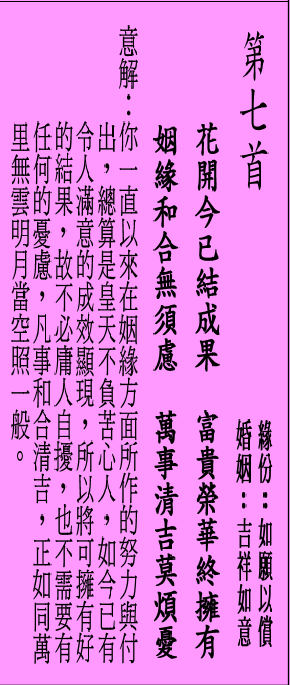 第七首
緣份：如願以償
婚姻：吉祥如意
花開今已結成果　富貴榮華終擁有
姻緣和合無須慮　萬事清吉莫煩憂
意解：你一直以來在姻緣方面所作的努力與付
出，總算是皇天不負苦心人，如今已有
令人滿意的成效顯現，所以將可擁有好
的結果，故不必庸人自擾，也不需要有
任何的憂慮，凡事和合清吉，正如同萬
里無雲明月當空照一般。